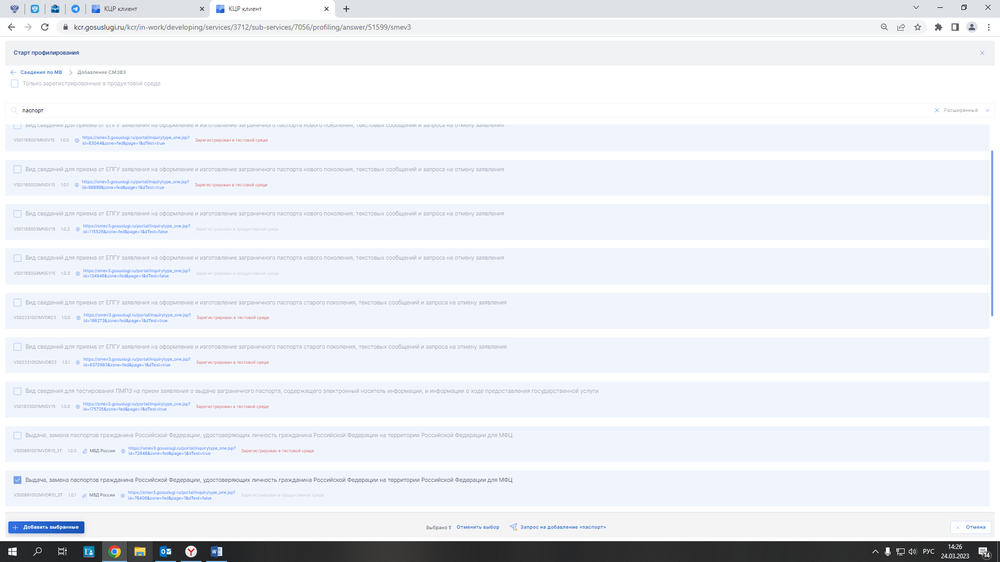 КЦР клиент
КЦР клиент
kcr.gosuslugi.ru/kcr/in-work/developing/services/3712/sub-services/7056/profiling/answer/51599/smev3
Старт профилирования
Сведения по МВ
Добавление СМЭВ3
Только зарегистрированные в продуктовой среде
паспорт
Расширенный
Вид сведений для приема от ЕПГУ заявления на оформление и изготовление заграничного паспорта нового поколения, текстовых сообщений и запроса на отмену заявления
VS01165001MNSV15 1.0.0 https://smev3.gosuslugi.ru/portal/inquirytype_one.jsp?
id=83044&zone=fed&page=1&dTest=true
Зарегистрирован в тестовой среде
Вид сведений для приема от ЕПГУ заявления на оформление и изготовление заграничного паспорта нового поколения, текстовых сообщений и запроса на отмену заявления
VS01165002MNSV15 1.0.1 https://smev3.gosuslugi.ru/portal/inquirytype_one.jsp?
id=98899&zone=fed&page=1&dTest=true
Зарегистрирован в тестовой среде
Вид сведений для приема от ЕПГУ заявления на оформление и изготовление заграничного паспорта нового поколения, текстовых сообщений и запроса на отмену заявления
VS01165003MNSV15 1.0.2 https://smev3.gosuslugi.ru/portal/inquirytype_one.jsp?
id=115526&zone=fed&page=1&dTest=false
Зарегистрирован в продуктивной среде
Вид сведений для приема от ЕПГУ заявления на оформление и изготовление заграничного паспорта нового поколения, текстовых сообщений и запроса на отмену заявления
VS01165004MNSV15 1.0.3 https://smev3.gosuslugi.ru/portal/inquirytype_one.jsp?
id=134946&zone=fed&page=1&dTest=false
Зарегистрирован в продуктивной среде
Вид сведений для приема от ЕПГУ заявления на оформление и изготовление заграничного паспорта старого поколения, текстовых сообщений и запроса на отмену заявления
VS02331001MVDR23 1.0.0 https://smev3.gosuslugi.ru/portal/inquirytype_one.jsp?
id=196273&zone=fed&page=1&dTest=true
Зарегистрирован в тестовой среде
Вид сведений для приема от ЕПГУ заявления на оформление и изготовление заграничного паспорта старого поколения, текстовых сообщений и запроса на отмену заявления
VS02331002MVDR23 1.0.1 https://smev3.gosuslugi.ru/portal/inquirytype_one.jsp?
id=6372983&zone=fed&page=1&dTest=true
Зарегистрирован в тестовой среде
Вид сведения для тестирования ПМПЗ на прием заявления о выдаче заграничного паспорта, содержащего электронный носитель информации, и информации о ходе предоставления государственной услуги
VS01933001MNSV15 1.0.0 https://smev3.gosuslugi.ru/portal/inquirytype_one.jsp?
id=175725&zone=fed&page=1&dTest=true
Зарегистрирован в тестовой среде
Выдача, замена паспортов гражданина Российской Федерации, удостоверяющих личность гражданина Российской Федерации на территории Российской Федерации для МФЦ
VS00891001MVDR10_3T 1.0.0 МВД России https://smev3.gosuslugi.ru/portal/inquirytype_one.jsp?
id=72848&zone=fed&page=1&dTest=true
Зарегистрирован в тестовой среде
Выдача, замена паспортов гражданина Российской Федерации, удостоверяющих личность гражданина Российской Федерации на территории Российской Федерации для МФЦ
VS00891002MVDR10_3T 1.0.1 МВД России https://smev3.gosuslugi.ru/portal/inquirytype_one.jsp?
id=78406&zone=fed&page=1&dTest=false
Зарегистрирован в продуктивной среде
Добавить выбранные
Выбрано 1
Отменить выбор
Запрос на добавление «паспорт»
Отмена
РУС
14:26
24.03.2023
14